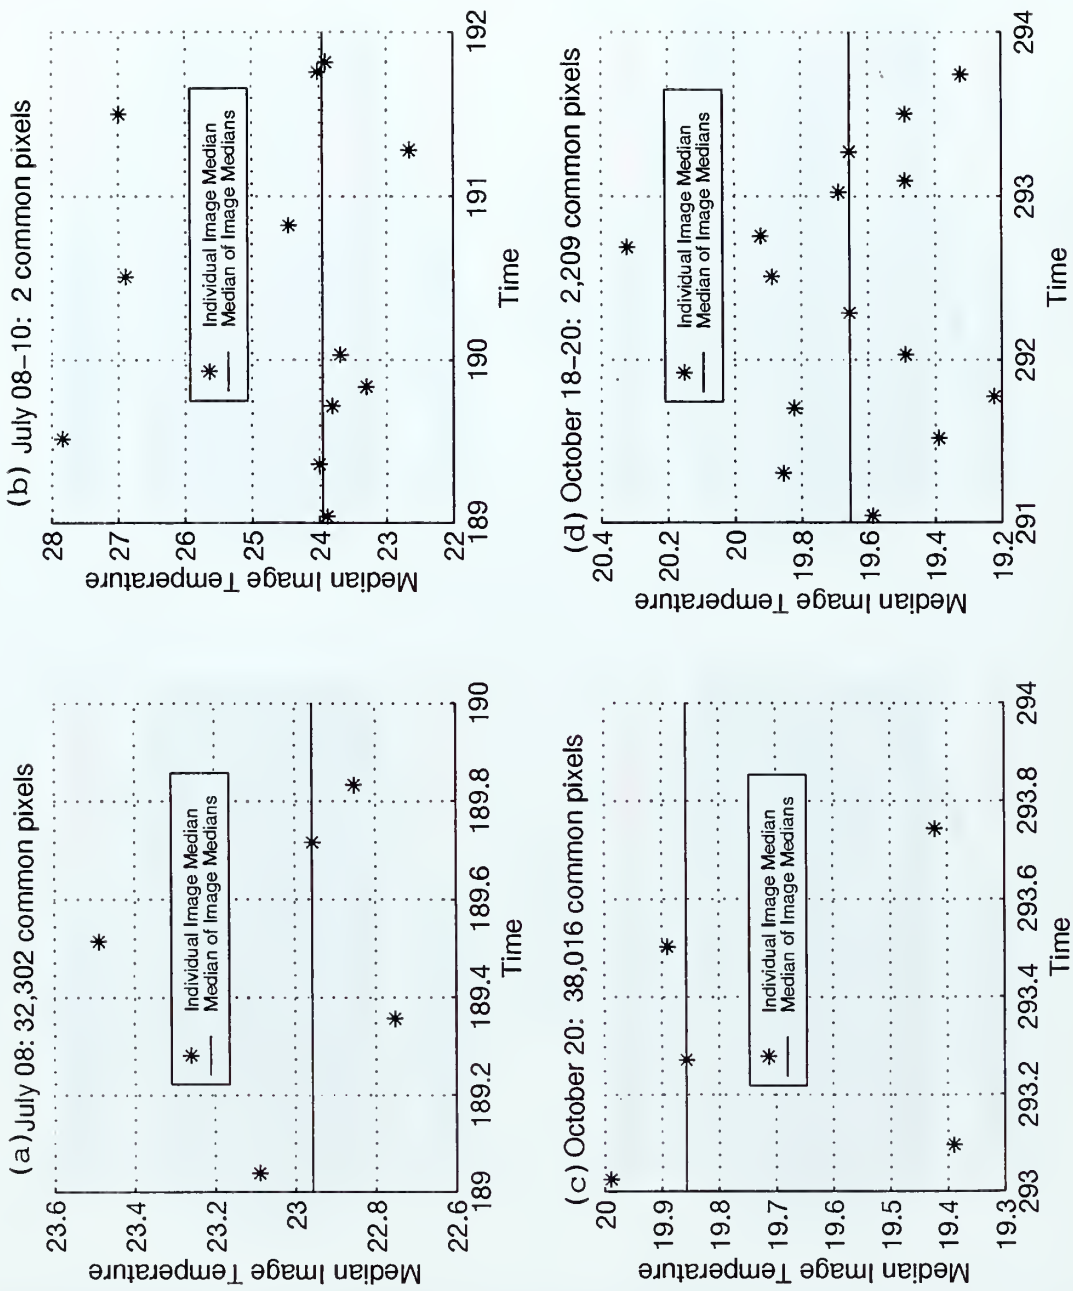 (a) July 08: 32,302 common pixels
Median Image Temperature
23.6
23.4
23.2
23
22.8
22.6
189
189.2
189.4
189.6
189.8
190
Time
Individual Image Median
Median of Image Medians
(b) July 08–10: 2 common pixels
Median Image Temperature
28
27
26
25
24
23
22
189
190
191
192
Time
Individual Image Median
Median of Image Medians
(c) October 20: 38,016 common pixels
Median Image Temperature
20
19.9
19.8
19.7
19.6
19.5
19.4
19.3
293
293.2
293.4
293.6
293.8
294
Time
Individual Image Median
Median of Image Medians
(d) October 18–20: 2,209 common pixels
Median Image Temperature
20.4
20.2
20
19.8
19.6
19.4
19.2
291
292
293
294
Time
Individual Image Median
Median of Image Medians